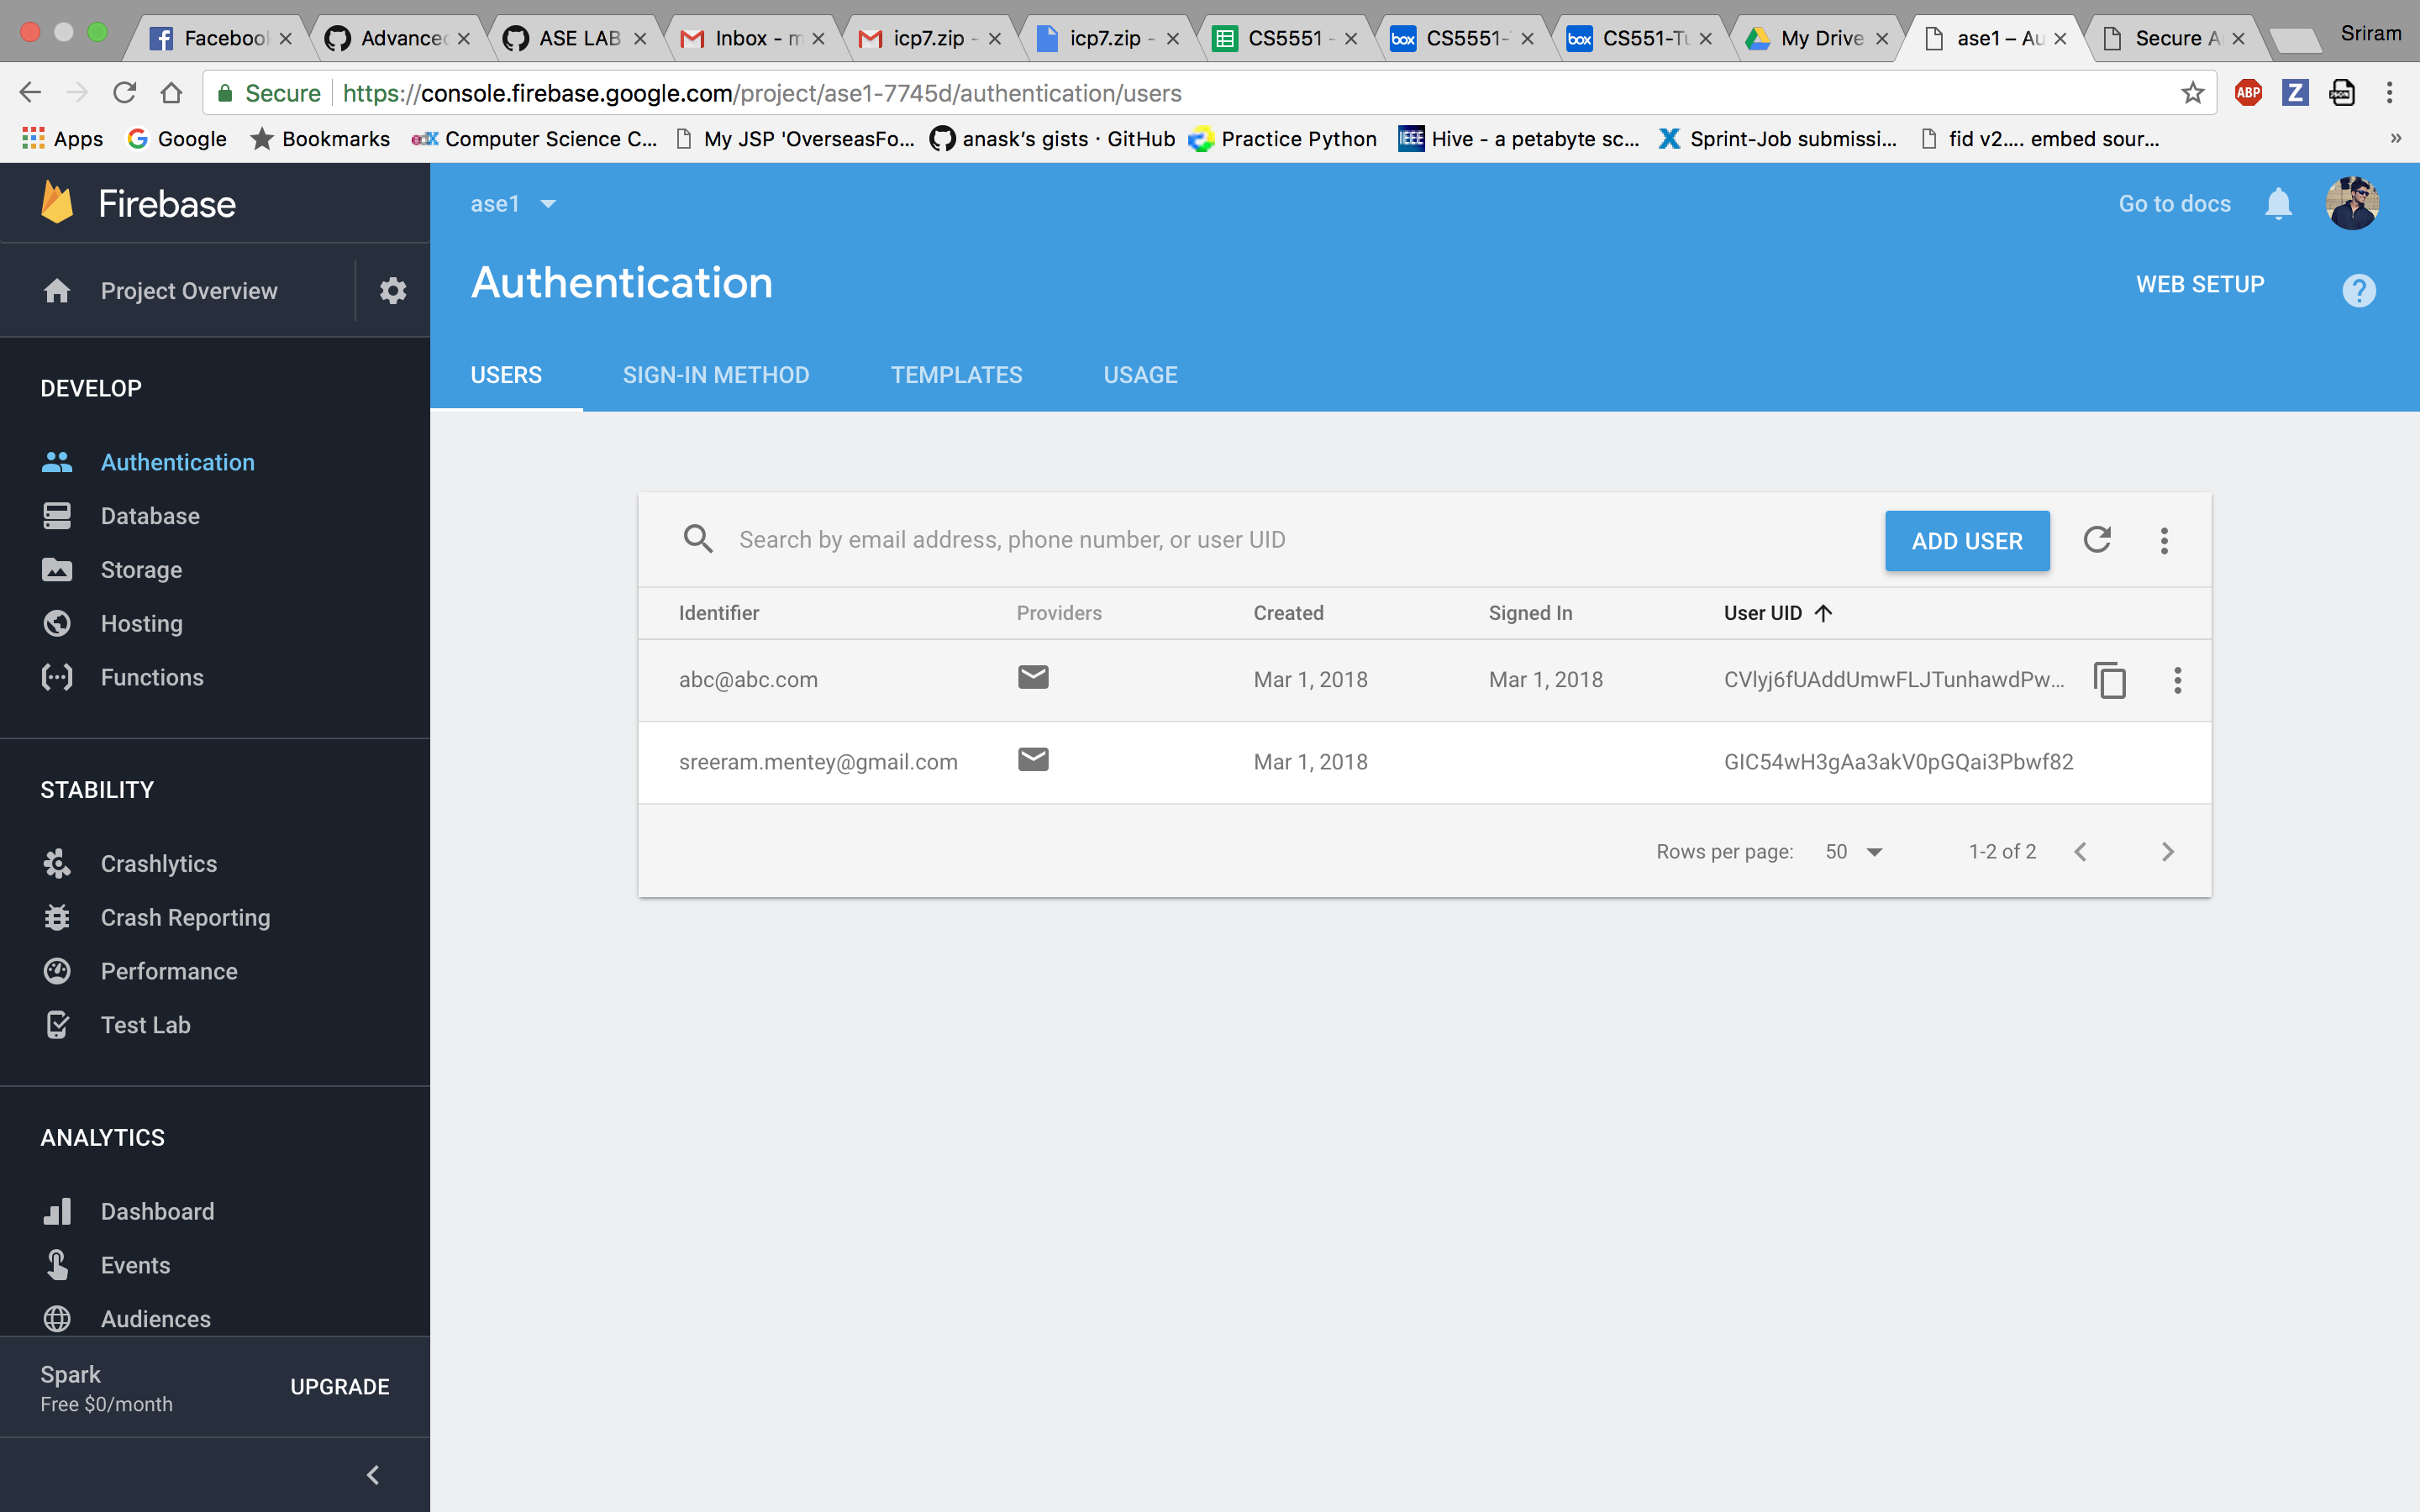 Facebook Advanced ASE LAB Inbox - m icp7.zip - icp7.zip - CS5551 - CS5551- CS551-Tu My Drive ase1 – Au Secure A Sriram
Secure https://console.firebase.google.com/project/ase1-7745d/authentication/users ABP Z
Apps Google Bookmarks edX Computer Science C... My JSP 'OverseasFo... anask's gists · GitHub Practice Python IEEE Hive - a petabyte sc... Sprint-Job submissi... fid v2.... embed sour... »
Firebase
Project Overview
DEVELOP
Authentication
Database
Storage
Hosting
Functions
STABILITY
Crashlytics
Crash Reporting
Performance
Test Lab
ANALYTICS
Dashboard
Events
Audiences
Spark
Free $0/month
UPGRADE
ase1
Go to docs
Authentication
WEB SETUP
USERS SIGN-IN METHOD TEMPLATES USAGE
Search by email address, phone number, or user UID
ADD USER
Identifier Providers Created Signed In User UID
abc@abc.com Mar 1, 2018 Mar 1, 2018 CVlyj6fUAddUmwFLJTunhawdPw...
sreeram.mentey@gmail.com Mar 1, 2018 GIC54wH3gAa3akV0pGQai3Pbwf82
Rows per page: 50 1-2 of 2